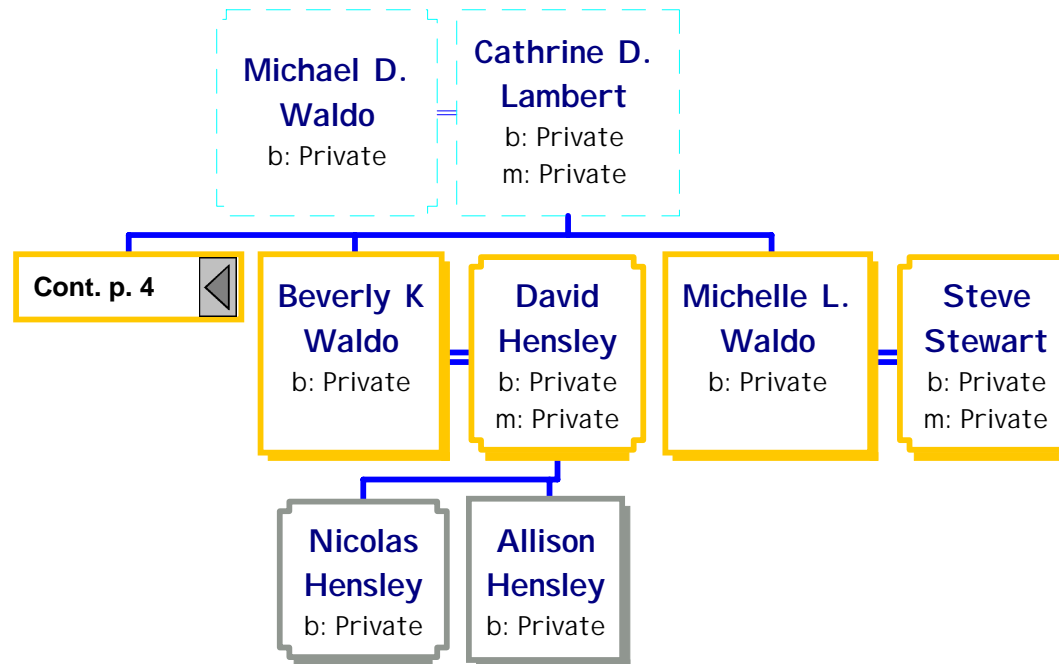 Michael D.
Waldo
b: Private
Cathrine D.
Lambert
b: Private
m: Private
Cont. p. 4
Beverly K
Waldo
b: Private
David
Hensley
b: Private
m: Private
Michelle L.
Waldo
b: Private
Steve
Stewart
b: Private
m: Private
Nicolas
Hensley
b: Private
Allison
Hensley
b: Private